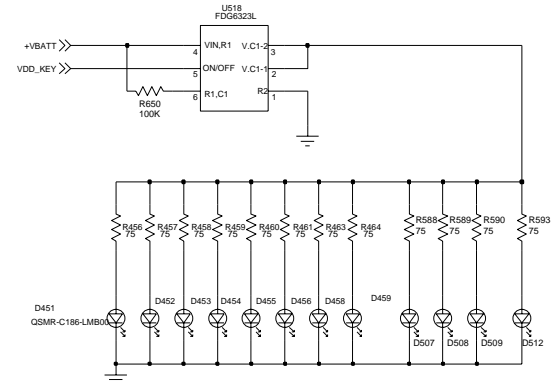 U518
FDG6323L
+VBATT
4
VIN,R1
V.C1-2
3
VDD_KEY
5
ON/OFF
V.C1-1
2
6
R1,C1
R2
1
R650
100K
R456
75
R457
75
R458
75
R459
75
R460
75
R461
75
R463
75
R464
75
R588
75
R589
75
R590
75
R593
75
D451
QSMR-C186-LMB00
D452
D453
D454
D455
D456
D458
D459
D507
D508
D509
D512